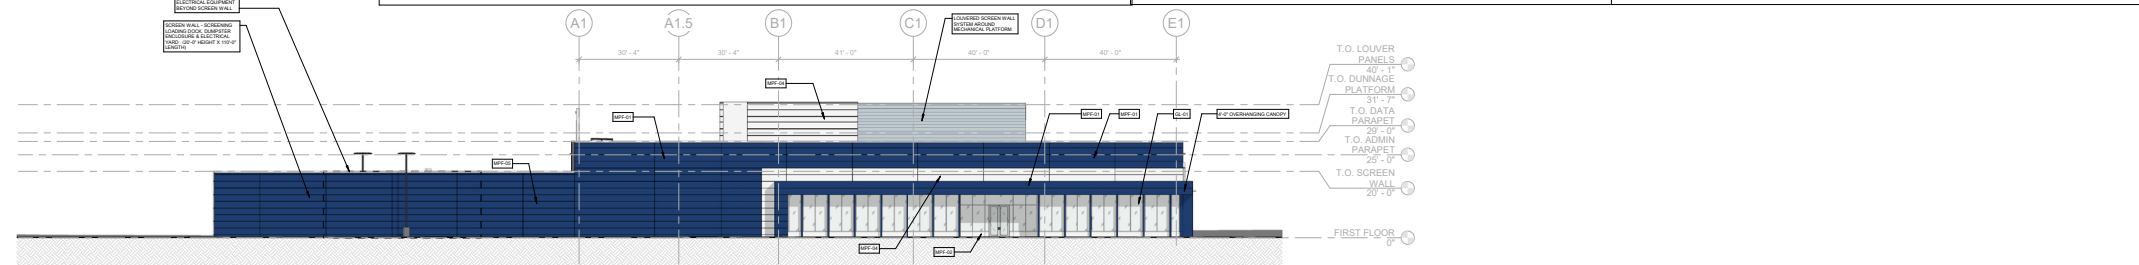 ELECTRICAL EQUIPMENT
BEYOND SCREEN WALL
SCREEN WALL - SCREENING
LOADING DOCK, DUMPSTER
ENCLOSURE & ELECTRICAL
YARD. (20'-0" HEIGHT X 110'-0"
LENGTH)
A1
A1.5
B1
C1
D1
E1
LOUVERED SCREEN WALL
SYSTEM AROUND
MECHANICAL PLATFORM
30' - 4"
30' - 4"
41' - 0"
40' - 0"
40' - 0"
T.O. LOUVER
PANELS
40' - 1"
T.O. DUNNAGE
PLATFORM
31' - 7"
T.O. DATA
PARAPET
29' - 0"
T.O. ADMIN
PARAPET
25' - 0"
T.O. SCREEN
WALL
20' - 0"
FIRST FLOOR
0"
MPF-04
MPF-01
MPF-01
MPF-01
GL-01
4'-0" OVERHANGING CANOPY
MPF-05
MPF-04
MPF-02